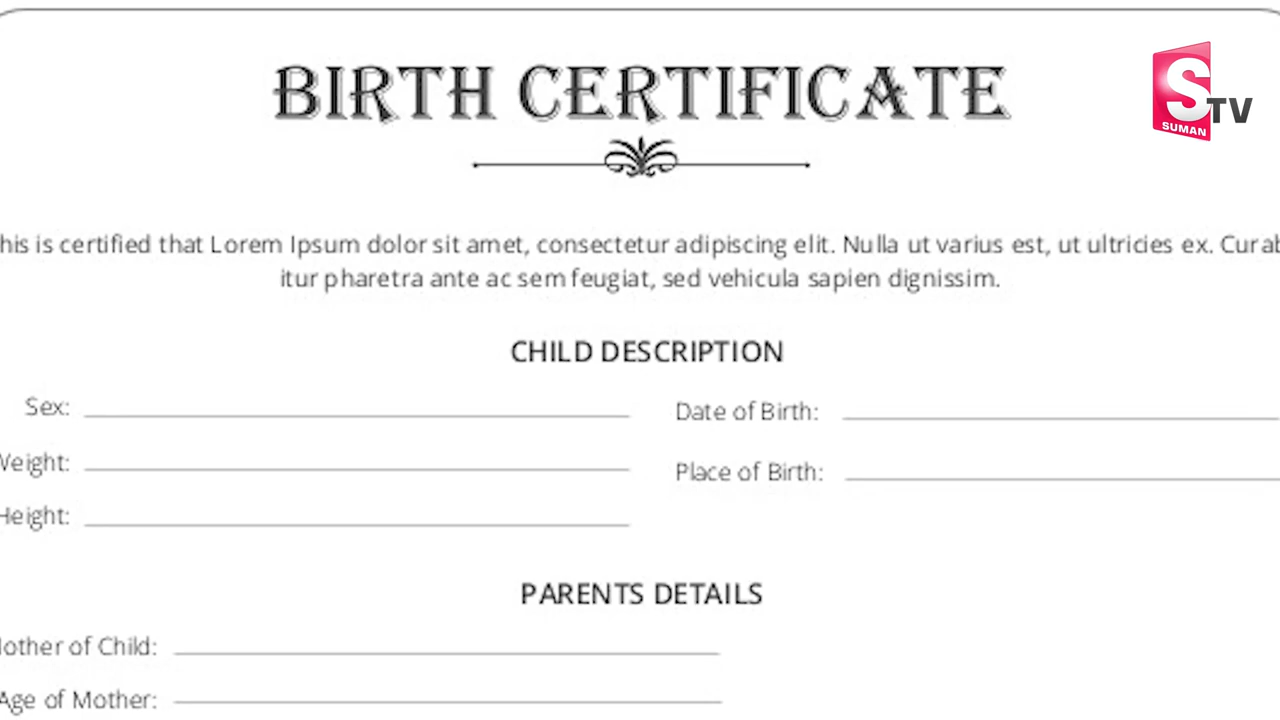 BIRTH CERTIFICATE
S TV
SUMAN
his is certified that Lorem Ipsum dolor sit amet, consectetur adipiscing elit. Nulla ut varius est, ut ultricies ex. Curab
itur pharetra ante ac sem feugiat, sed vehicula sapien dignissim.
CHILD DESCRIPTION
Sex:
Date of Birth:
Weight:
Place of Birth:
Height:
PARENTS DETAILS
other of Child:
Age of Mother: